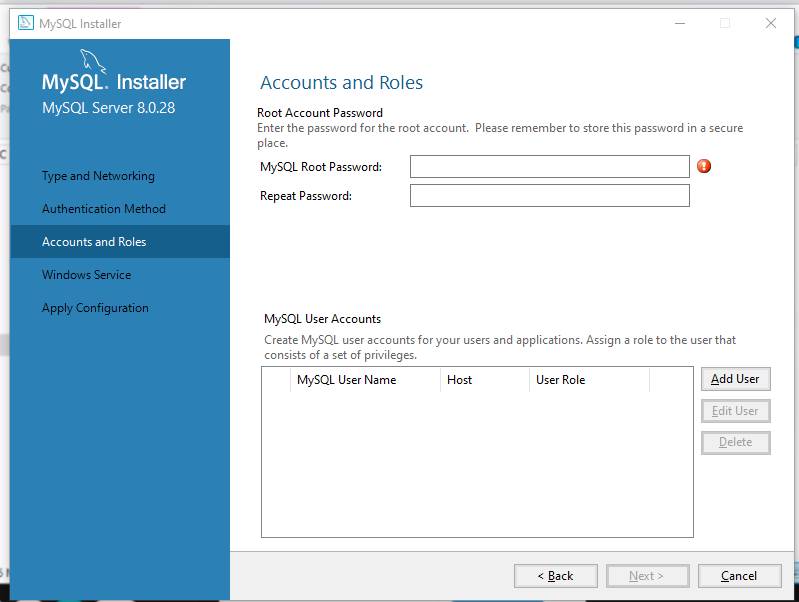 MySQL Installer
MySQL. Installer
MySQL Server 8.0.28
Type and Networking
Authentication Method
Accounts and Roles
Windows Service
Apply Configuration
Accounts and Roles
Root Account Password
Enter the password for the root account.  Please remember to store this password in a secure
place.
MySQL Root Password:
Repeat Password:
MySQL User Accounts
Create MySQL user accounts for your users and applications. Assign a role to the user that
consists of a set of privileges.
MySQL User Name Host User Role
Add User
Edit User
Delete
< Back Next > Cancel